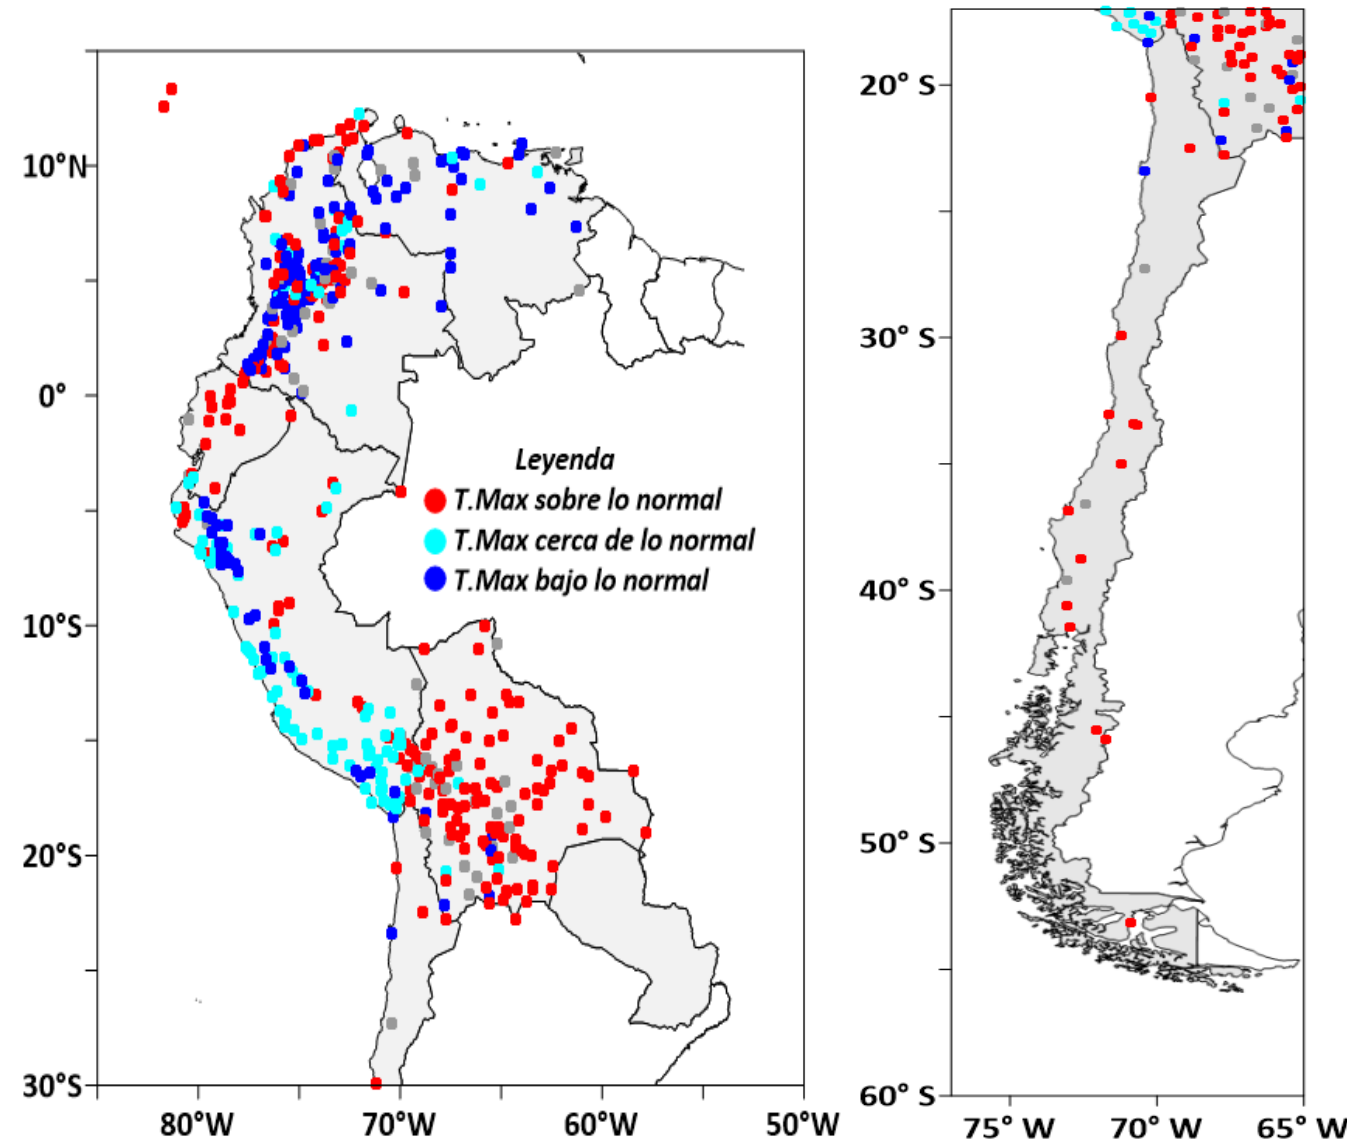 10°N
0°
10°S
20°S
30°S
80°W
70°W
60°W
50°W
Leyenda
T.Max sobre lo normal
T.Max cerca de lo normal
T.Max bajo lo normal
20° S
30° S
40° S
50° S
60° S
75° W
70° W
65° W